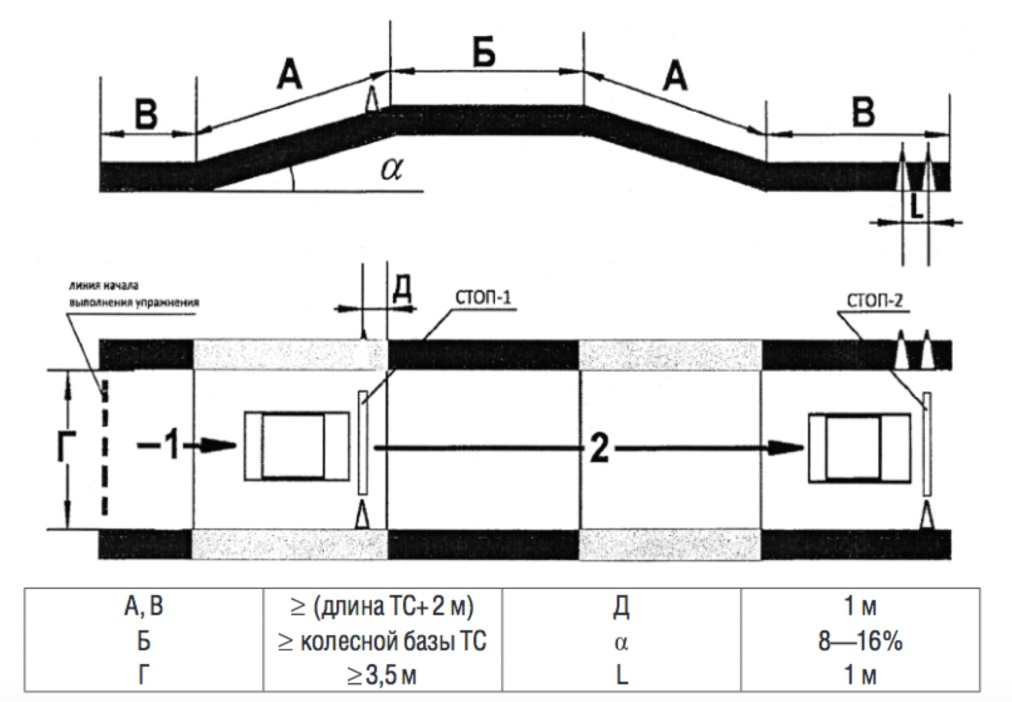 А Б А
В В
α
L
линия начала
выполнения упражнения
Д СТОП-1 СТОП-2
Г 1 2
А, В ≥ (длина ТС+ 2 м) Д 1 м
Б ≥ колесной базы ТС α 8—16%
Г ≥3,5 м L 1 м